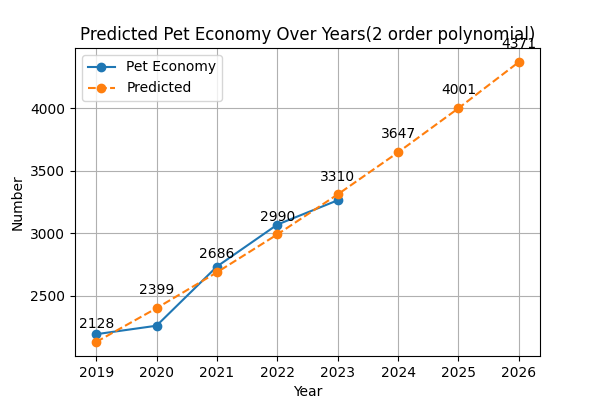 Predicted Pet Economy Over Years(2 order polynomial)
4371
Pet Economy
Predicted
4001
3647
3310
2990
2686
2399
2128
4000
3500
3000
2500
Number
2019 2020 2021 2022 2023 2024 2025 2026
Year